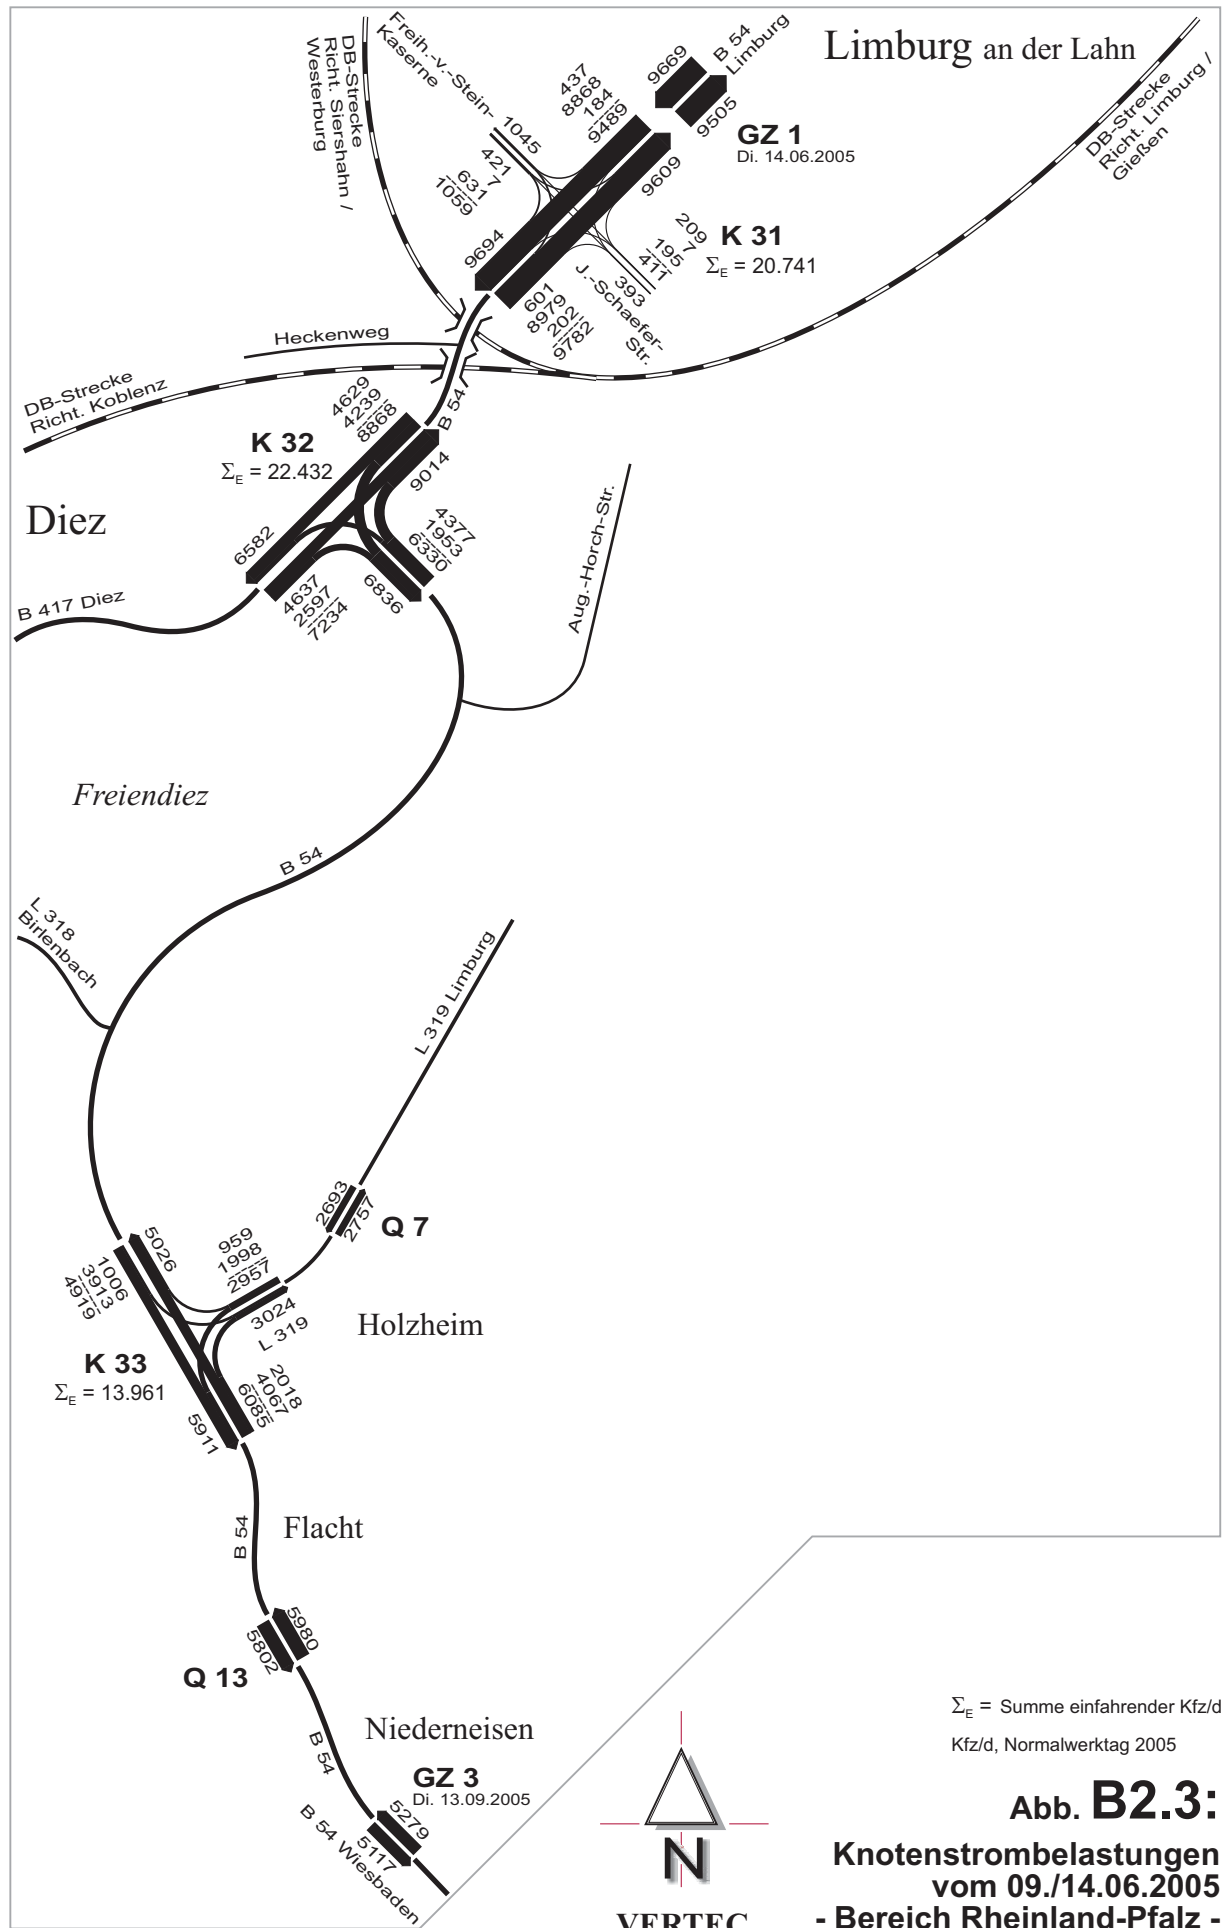 Limburg an der Lahn
DB-Strecke
Richt. Siershahn /
Westerburg
Freih.-v.-Stein-
Kaserne
1045
421
7
631
1059
437
8868
184
9489
9669
B 54
Limburg
9505
GZ 1
Di. 14.06.2005
DB-Strecke
Richt. Limburg /
Gießen
9609
9694
209
7
195
411
K 31
ΣE = 20.741
393
J.-Schaefer-
Str.
601
8979
202
9782
Heckenweg
DB-Strecke
Richt. Koblenz
4629
4239
8868
B 54
K 32
ΣE = 22.432
9014
Diez
6582
4377
1953
6330
Aug.-Horch-Str.
B 417 Diez
4637
2597
7234
6836
Freiendiez
B 54
L 318
Birlenbach
L 319 Limburg
2693
2757
Q 7
5026
1006
3913
4919
959
1998
2957
3024
L 319
Holzheim
K 33
ΣE = 13.961
2018
4067
6085
5911
B 54
Flacht
5980
5802
Q 13
B 54
Niederneisen
GZ 3
Di. 13.09.2005
5279
5117
B 54 Wiesbaden
N
VERTEC
ΣE = Summe einfahrender Kfz/d
Kfz/d, Normalwerktag 2005
Abb. B2.3:
Knotenstrombelastungen
vom 09./14.06.2005
- Bereich Rheinland-Pfalz -